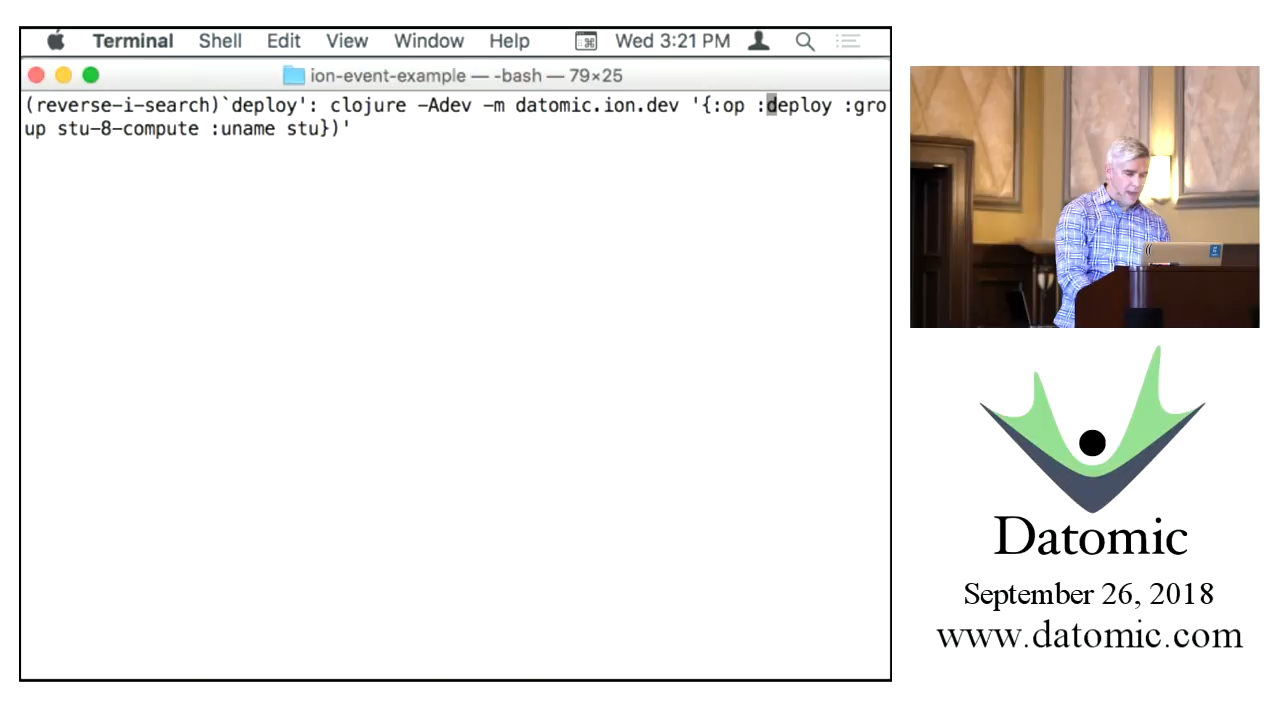 Terminal Shell Edit View Window Help Wed 3:21 PM
ion-event-example — -bash — 79×25
(reverse-i-search)`deploy': clojure -Adev -m datomic.ion.dev '{:op :deploy :gro
up stu-8-compute :uname stu})'
Datomic
September 26, 2018
www.datomic.com